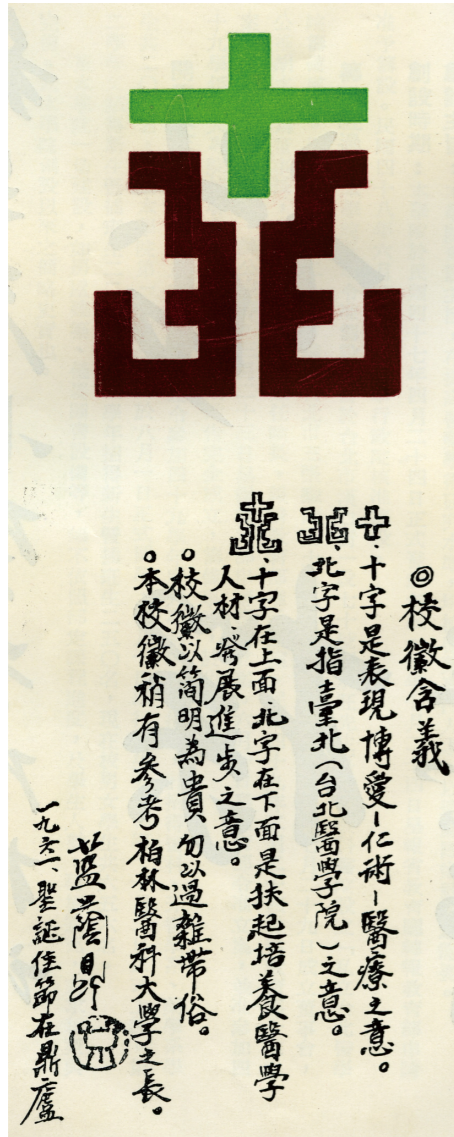 ◎校徽含義
十、十字是表現博愛-仁術-醫療之意。
北、北字是指臺北（台北醫學院）之意。
十字在上面、北字在下面是扶起培養醫學
人材、發展進步之意。
○校徽以簡明為貴勿以過雜帶俗。
○本校徽稍有參考柏林醫科大學之長。
藍蔭鼎
一九六一、聖誕佳節在鼎廬